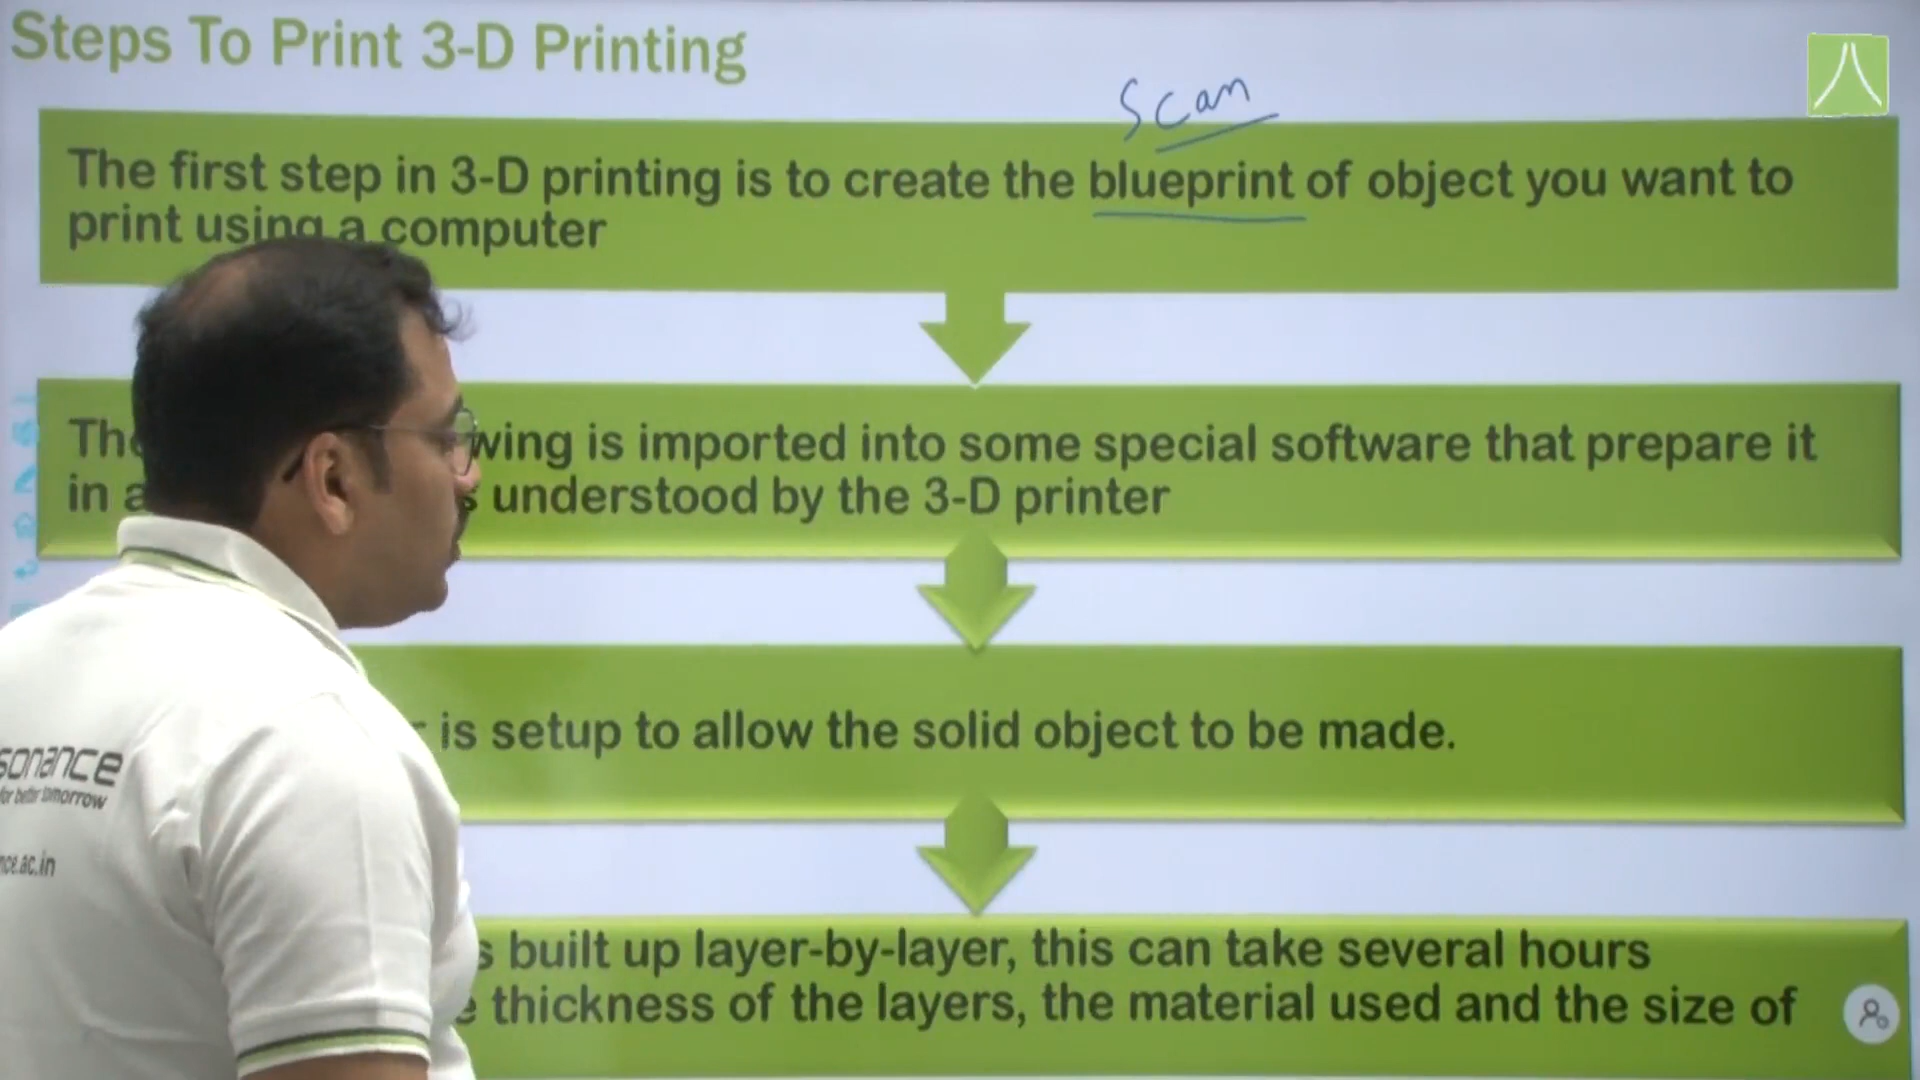 Steps To Print 3-D Printing
Scan
The first step in 3-D printing is to create the blueprint of object you want to
print using a computer
wing is imported into some special software that prepare it
in understood by the 3-D printer
is setup to allow the solid object to be made.
built up layer-by-layer, this can take several hours
thickness of the layers, the material used and the size of
sonance
for better tomorrow
nce.ac.in